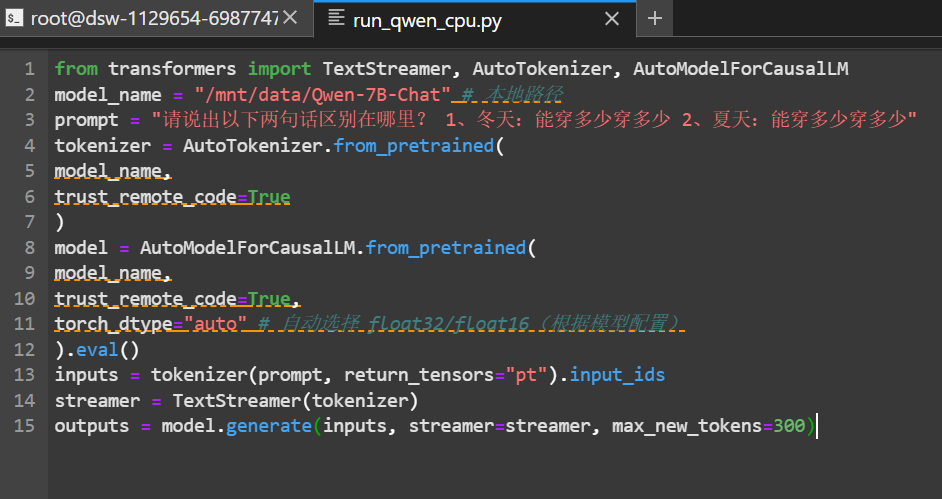 root@dsw-1129654-6987747 run_qwen_cpu.py
1 from transformers import TextStreamer, AutoTokenizer, AutoModelForCausalLM
2 model_name = "/mnt/data/Qwen-7B-Chat" # 本地路径
3 prompt = "请说出以下两句话区别在哪里? 1、冬天:能穿多少穿多少 2、夏天:能穿多少穿多少"
4 tokenizer = AutoTokenizer.from_pretrained(
5 model_name,
6 trust_remote_code=True
7 )
8 model = AutoModelForCausalLM.from_pretrained(
9 model_name,
10 trust_remote_code=True,
11 torch_dtype="auto" # 自动选择 float32/float16（根据模型配置）
12 ).eval()
13 inputs = tokenizer(prompt, return_tensors="pt").input_ids
14 streamer = TextStreamer(tokenizer)
15 outputs = model.generate(inputs, streamer=streamer, max_new_tokens=300)